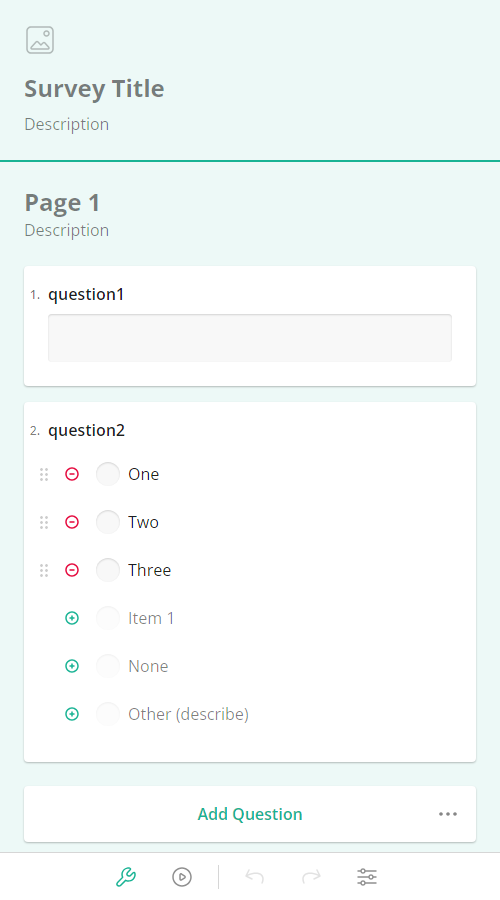 Survey Title
Description
Page 1
Description
1. question1
2. question2
One
Two
Three
Item 1
None
Other (describe)
Add Question